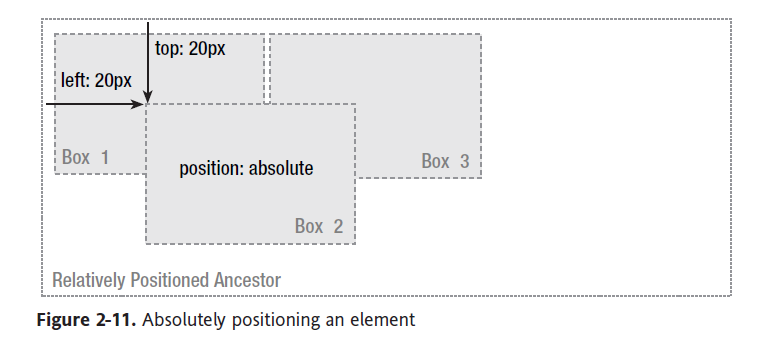 top: 20px
left: 20px
Box 1
position: absolute
Box 3
Box 2
Relatively Positioned Ancestor
Figure 2-11. Absolutely positioning an element